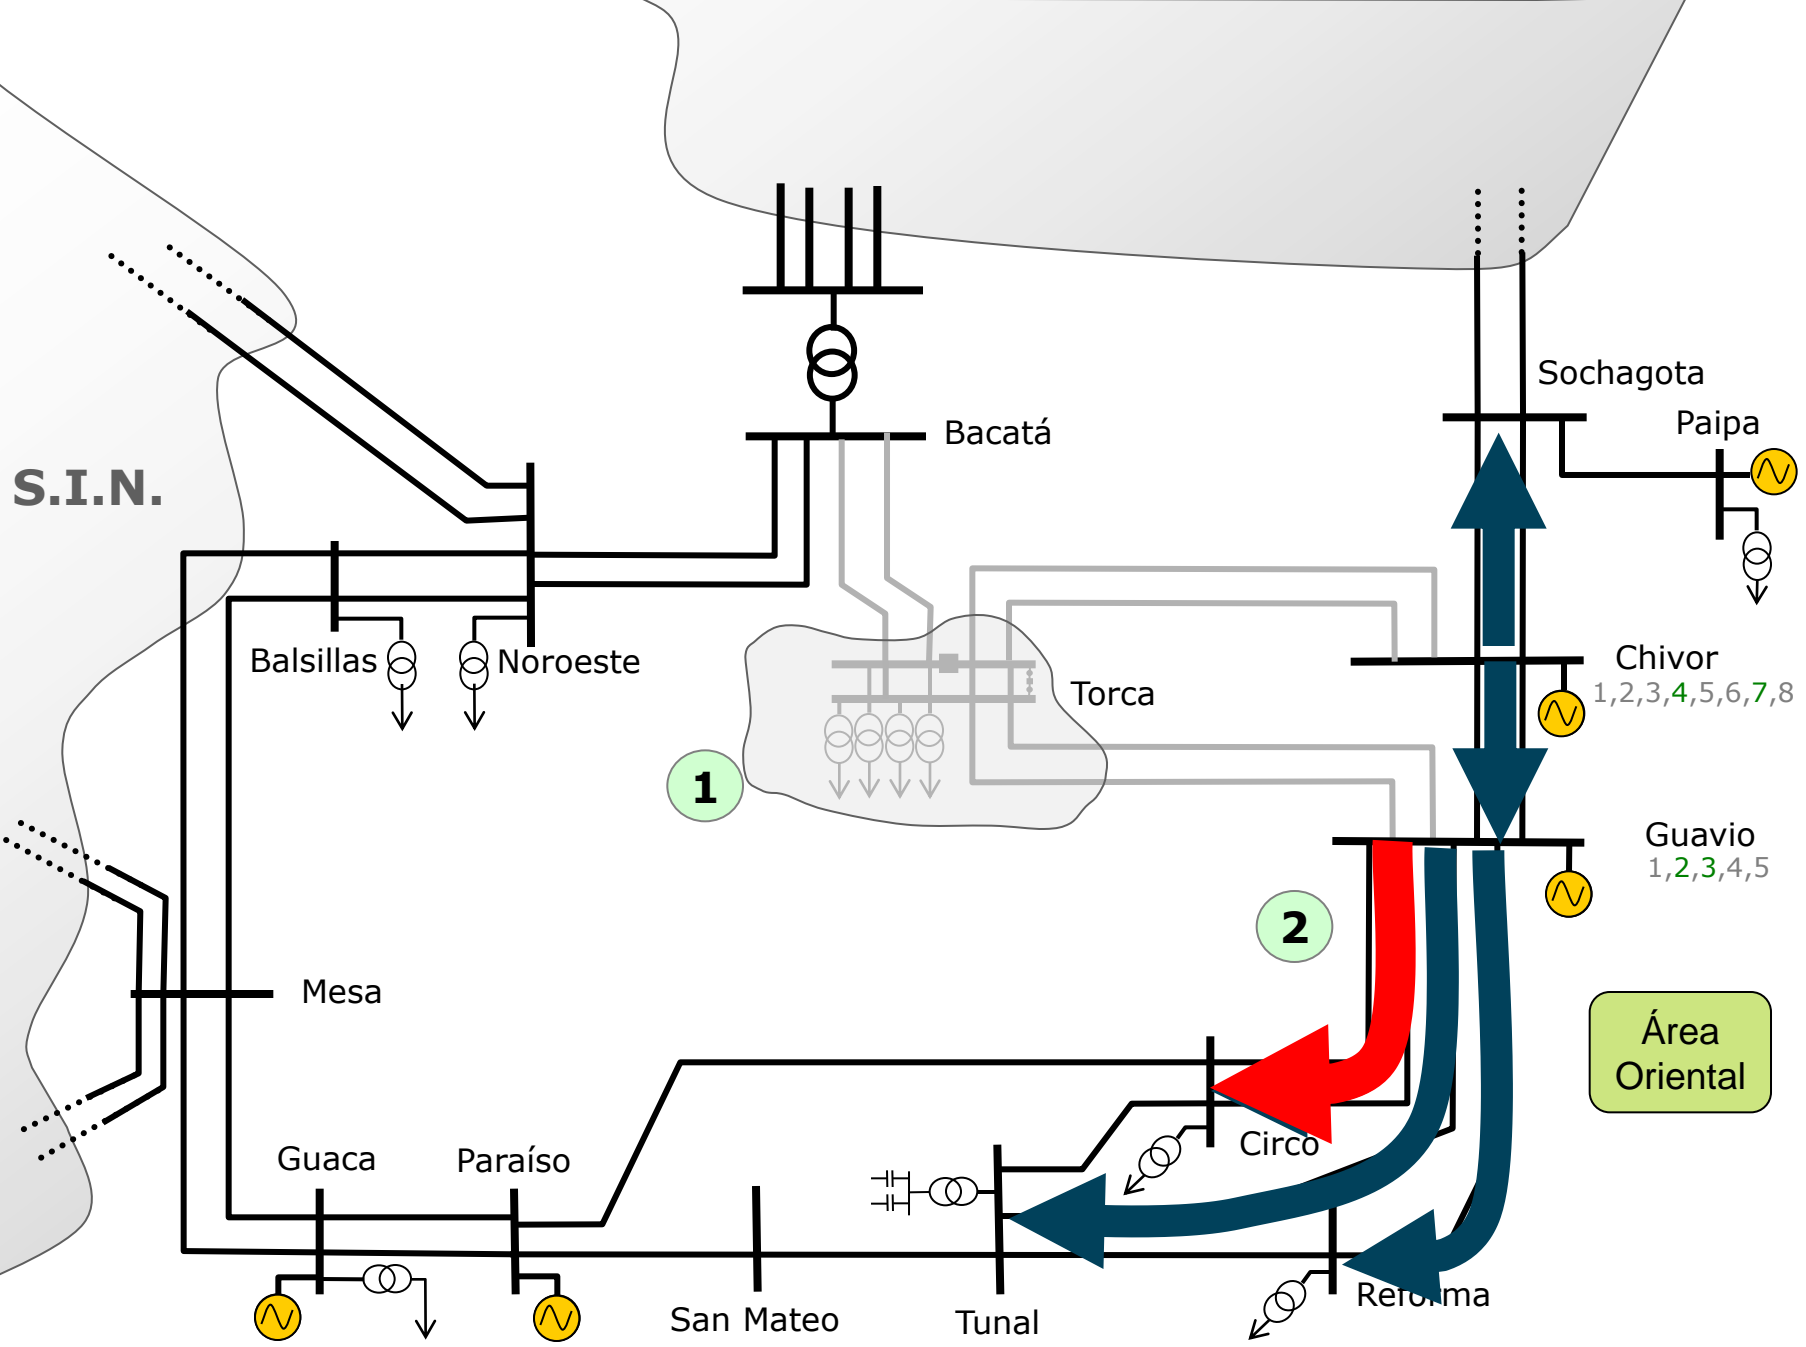 Sochagota
Paipa
Bacatá
S.I.N.
Balsillas
Noroeste
Chivor
1,2,3,4,5,6,7,8
Torca
1
Guavio
1,2,3,4,5
2
Mesa
Área
Oriental
Circo
Guaca
Paraíso
Reforma
San Mateo
Tunal